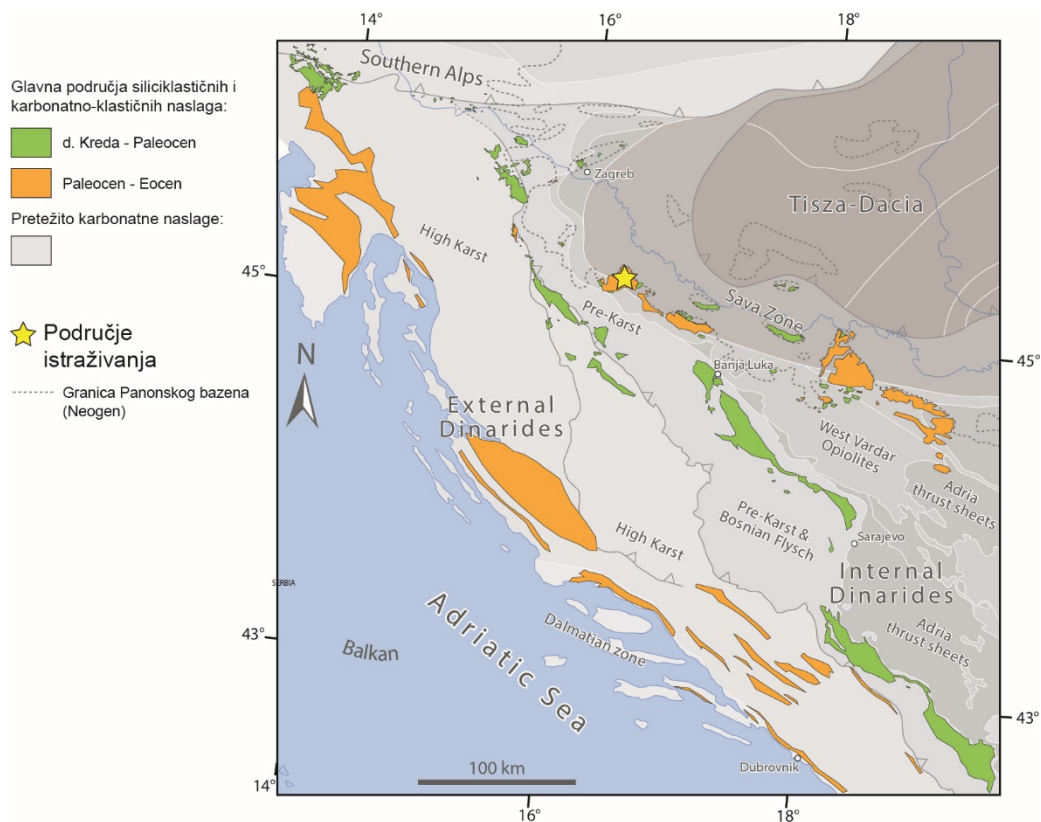 14°
16°
18°
Glavna područja siliciklastičnih i
karbonatno-klastičnih naslaga:
d. Kreda - Paleocen
Paleocen - Eocen
Pretežito karbonatne naslage:
Područje
istraživanja
Granica Panonskog bazena
(Neogen)
Southern Alps
Zagreb
Tisza-Dacia
High Karst
45°
Pre-Karst
Sava Zone
45°
N
Banja Luka
External
Dinarides
West Vardar
Opiolites
Adria
thrust sheets
Pre-Karst &
Bosnian Flysch
High Karst
Sarajevo
Internal
Dinarides
SERBIA
Adriatic Sea
Dalmatian zone
Adria
thrust sheets
43°
Balkan
43°
100 km
Dubrovnik
14°
16°
18°